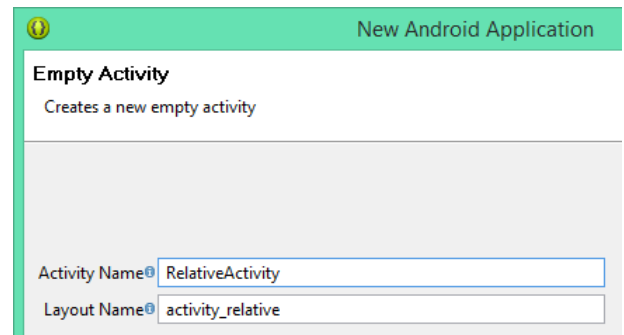 New Android Application
Empty Activity
Creates a new empty activity
Activity Name RelativeActivity
Layout Name activity_relative